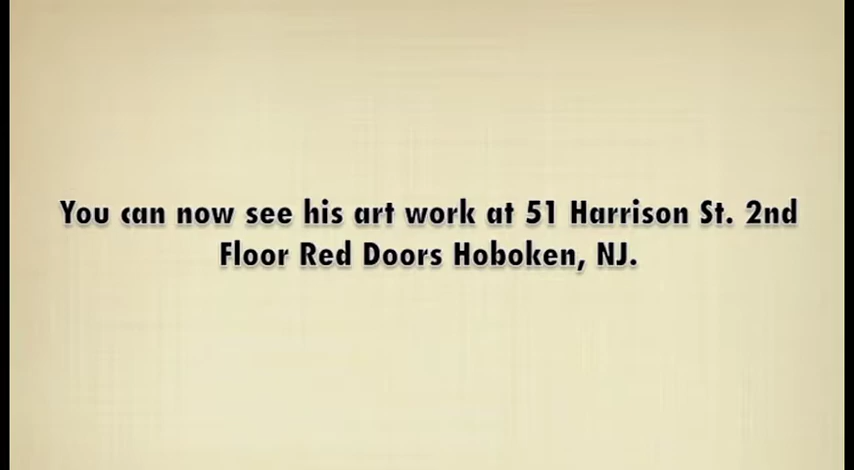 You can now see his art work at 51 Harrison St. 2nd
Floor Red Doors Hoboken, NJ.